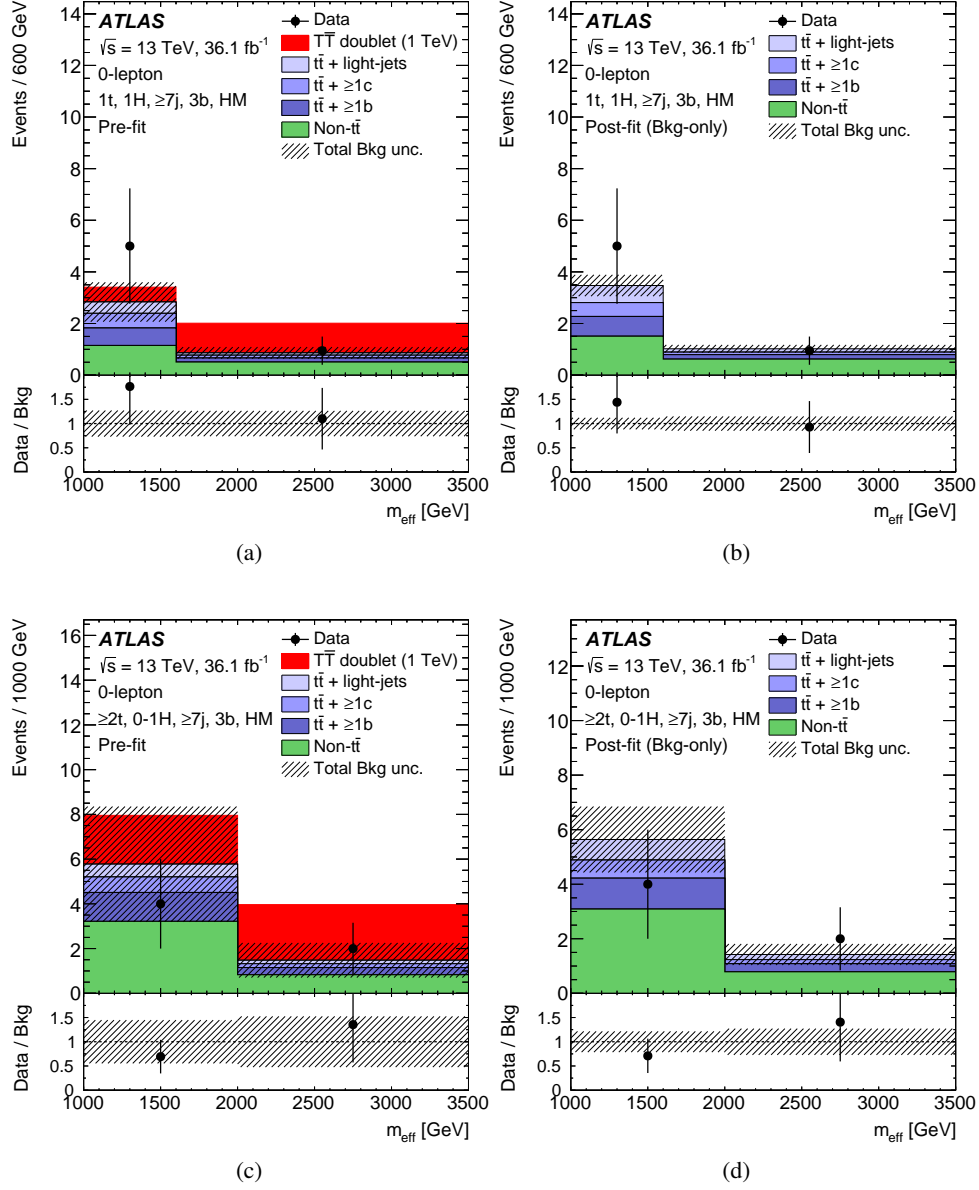 Events / 600 GeV
14
12
10
8
6
4
2
0
ATLAS
√s = 13 TeV, 36.1 fb⁻¹
0-lepton
1t, 1H, ≥7j, 3b, HM
Pre-fit
Data
TT̅ doublet (1 TeV)
tt̅ + light-jets
tt̅ + ≥1c
tt̅ + ≥1b
Non-tt̅
Total Bkg unc.
Data / Bkg
1.5
1
0.5
0
1000 1500 2000 2500 3000 3500
m_eff [GeV]
(a)
Events / 600 GeV
14
12
10
8
6
4
2
0
ATLAS
√s = 13 TeV, 36.1 fb⁻¹
0-lepton
1t, 1H, ≥7j, 3b, HM
Post-fit (Bkg-only)
Data
tt̅ + light-jets
tt̅ + ≥1c
tt̅ + ≥1b
Non-tt̅
Total Bkg unc.
Data / Bkg
1.5
1
0.5
0
1000 1500 2000 2500 3000 3500
m_eff [GeV]
(b)
Events / 1000 GeV
16
14
12
10
8
6
4
2
0
ATLAS
√s = 13 TeV, 36.1 fb⁻¹
0-lepton
≥2t, 0-1H, ≥7j, 3b, HM
Pre-fit
Data
TT̅ doublet (1 TeV)
tt̅ + light-jets
tt̅ + ≥1c
tt̅ + ≥1b
Non-tt̅
Total Bkg unc.
Data / Bkg
1.5
1
0.5
0
1000 1500 2000 2500 3000 3500
m_eff [GeV]
(c)
Events / 1000 GeV
12
10
8
6
4
2
0
ATLAS
√s = 13 TeV, 36.1 fb⁻¹
0-lepton
≥2t, 0-1H, ≥7j, 3b, HM
Post-fit (Bkg-only)
Data
tt̅ + light-jets
tt̅ + ≥1c
tt̅ + ≥1b
Non-tt̅
Total Bkg unc.
Data / Bkg
1.5
1
0.5
0
1000 1500 2000 2500 3000 3500
m_eff [GeV]
(d)